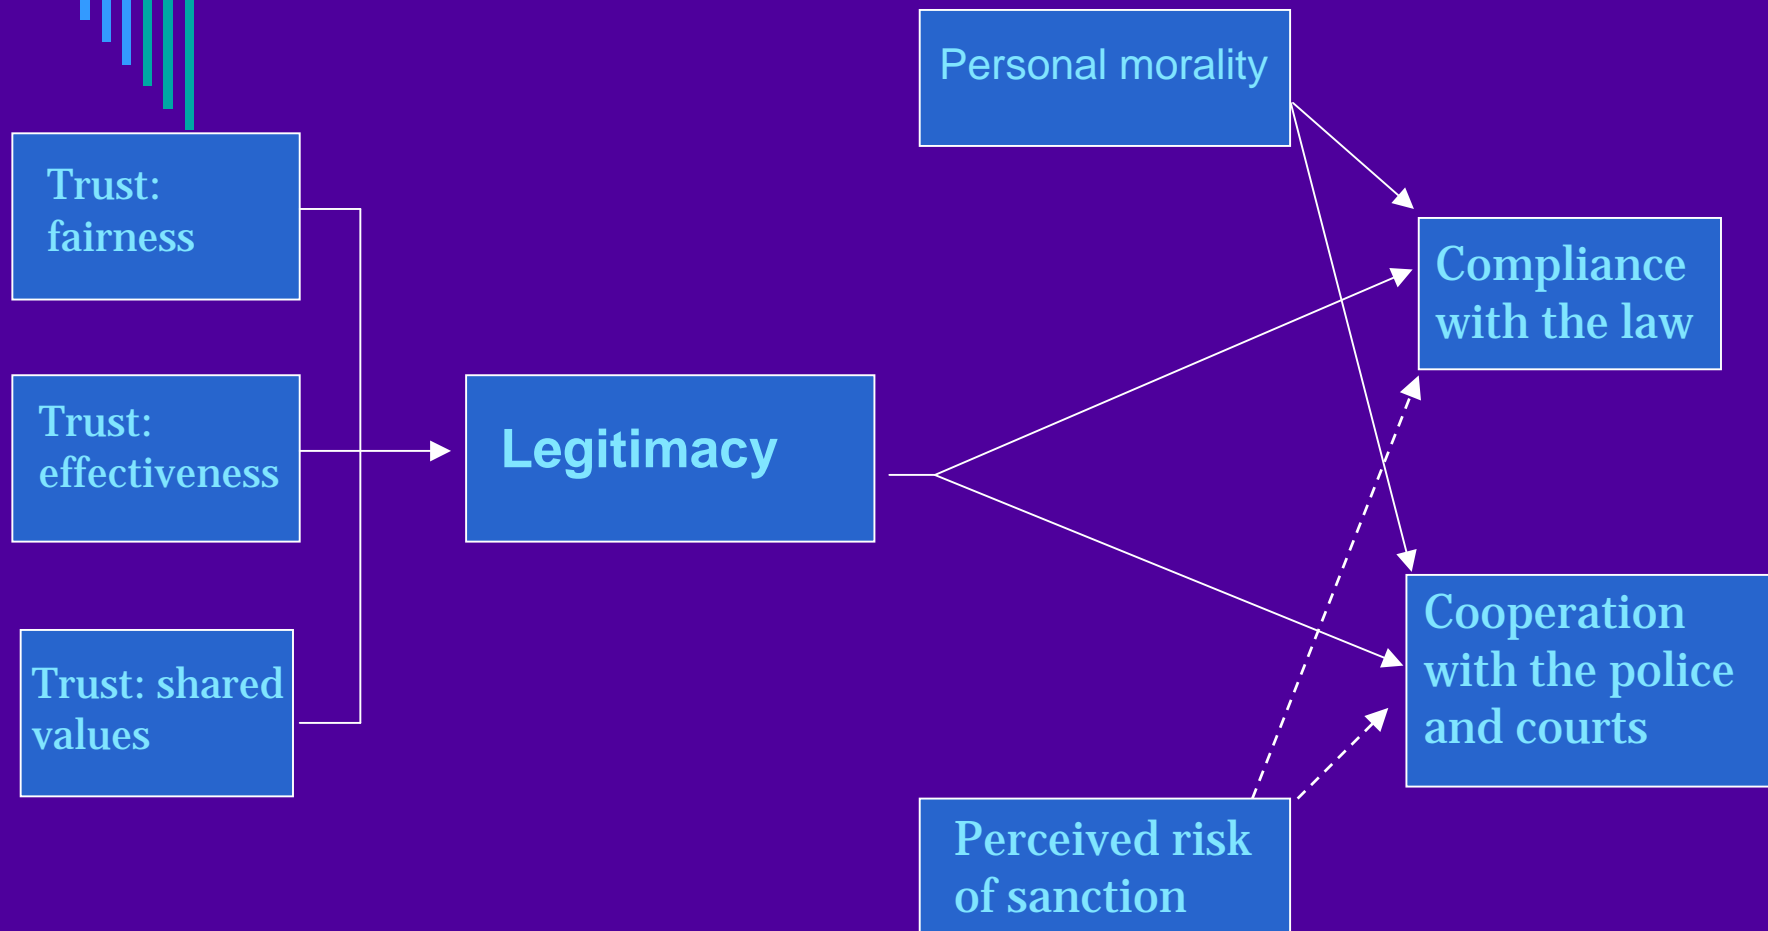 Personal morality
Trust:
fairness
Compliance
with the law
Trust:
effectiveness
Legitimacy
Cooperation
with the police
and courts
Trust: shared
values
Perceived risk
of sanction